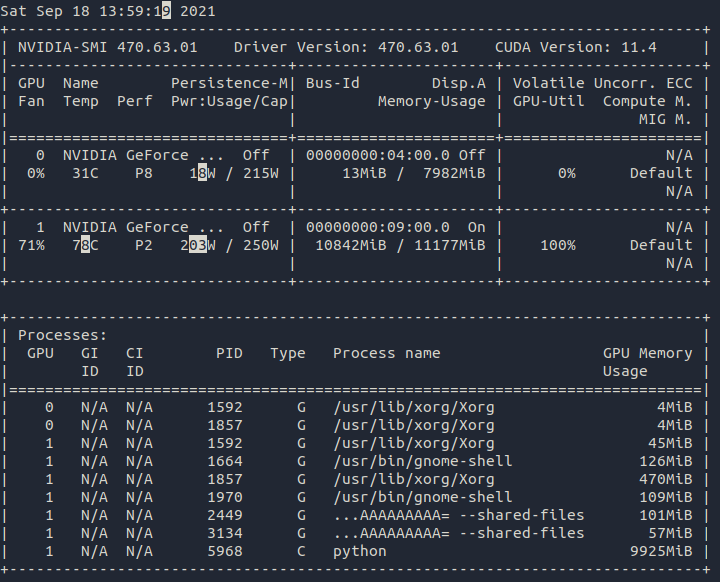 Sat Sep 18 13:59:19 2021
+-----------------------------------------------------------------------------+
| NVIDIA-SMI 470.63.01    Driver Version: 470.63.01    CUDA Version: 11.4     |
|-------------------------------+----------------------+----------------------+
| GPU  Name        Persistence-M| Bus-Id        Disp.A | Volatile Uncorr. ECC |
| Fan  Temp  Perf  Pwr:Usage/Cap|         Memory-Usage | GPU-Util  Compute M. |
|                               |                      |               MIG M. |
|===============================+======================+======================|
|   0  NVIDIA GeForce ...  Off  | 00000000:04:00.0 Off |                  N/A |
|  0%   31C    P8    18W / 215W |     13MiB /  7982MiB |      0%      Default |
|                               |                      |                  N/A |
+-------------------------------+----------------------+----------------------+
|   1  NVIDIA GeForce ...  Off  | 00000000:09:00.0  On |                  N/A |
| 71%   78C    P2   203W / 250W |  10842MiB / 11177MiB |    100%      Default |
|                               |                      |                  N/A |
+-------------------------------+----------------------+----------------------+
+-----------------------------------------------------------------------------+
| Processes:                                                                  |
|  GPU   GI   CI        PID   Type   Process name                  GPU Memory |
|        ID   ID                                                   Usage      |
|=============================================================================|
|    0   N/A  N/A      1592      G   /usr/lib/xorg/Xorg                  4MiB |
|    0   N/A  N/A      1857      G   /usr/lib/xorg/Xorg                  4MiB |
|    1   N/A  N/A      1592      G   /usr/lib/xorg/Xorg                 45MiB |
|    1   N/A  N/A      1664      G   /usr/bin/gnome-shell              126MiB |
|    1   N/A  N/A      1857      G   /usr/lib/xorg/Xorg                470MiB |
|    1   N/A  N/A      1970      G   /usr/bin/gnome-shell              109MiB |
|    1   N/A  N/A      2449      G   ...AAAAAAAAA= --shared-files      101MiB |
|    1   N/A  N/A      3134      G   ...AAAAAAAAA= --shared-files       57MiB |
|    1   N/A  N/A      5968      C   python                           9925MiB |
+-----------------------------------------------------------------------------+